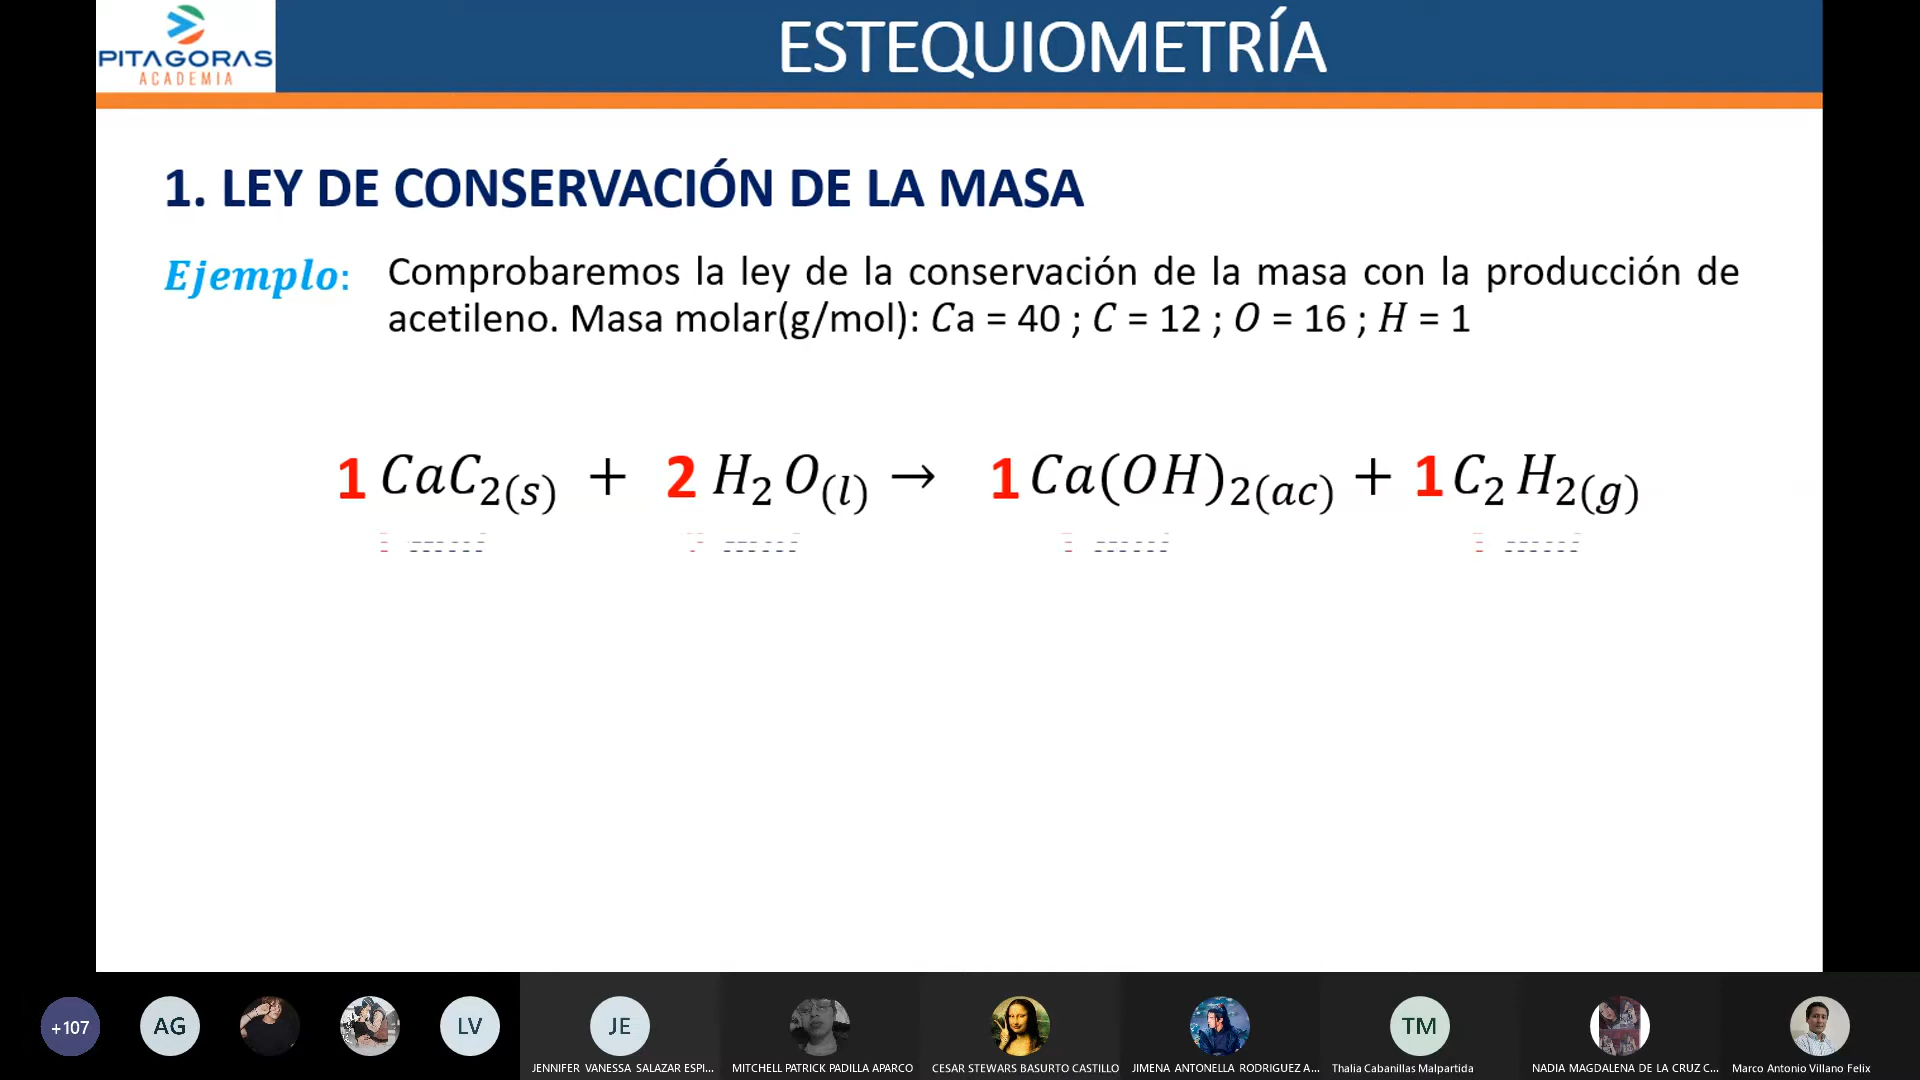 PITAGORAS
ACADEMIA
ESTEQUIOMETRÍA
1. LEY DE CONSERVACIÓN DE LA MASA
Ejemplo: Comprobaremos la ley de la conservación de la masa con la producción de
acetileno. Masa molar(g/mol): Ca = 40 ; C = 12 ; O = 16 ; H = 1
1 CaC₂(s) + 2 H₂O(l) → 1 Ca(OH)₂(ac) + 1 C₂H₂(g)
+107
AG
LV
JE
TM
JENNIFER VANESSA SALAZAR ESPI...
MITCHELL PATRICK PADILLA APARCO
CESAR STEWARS BASURTO CASTILLO
JIMENA ANTONELLA RODRIGUEZ A...
Thalia Cabanillas Malpartida
NADIA MAGDALENA DE LA CRUZ C...
Marco Antonio Villano Felix